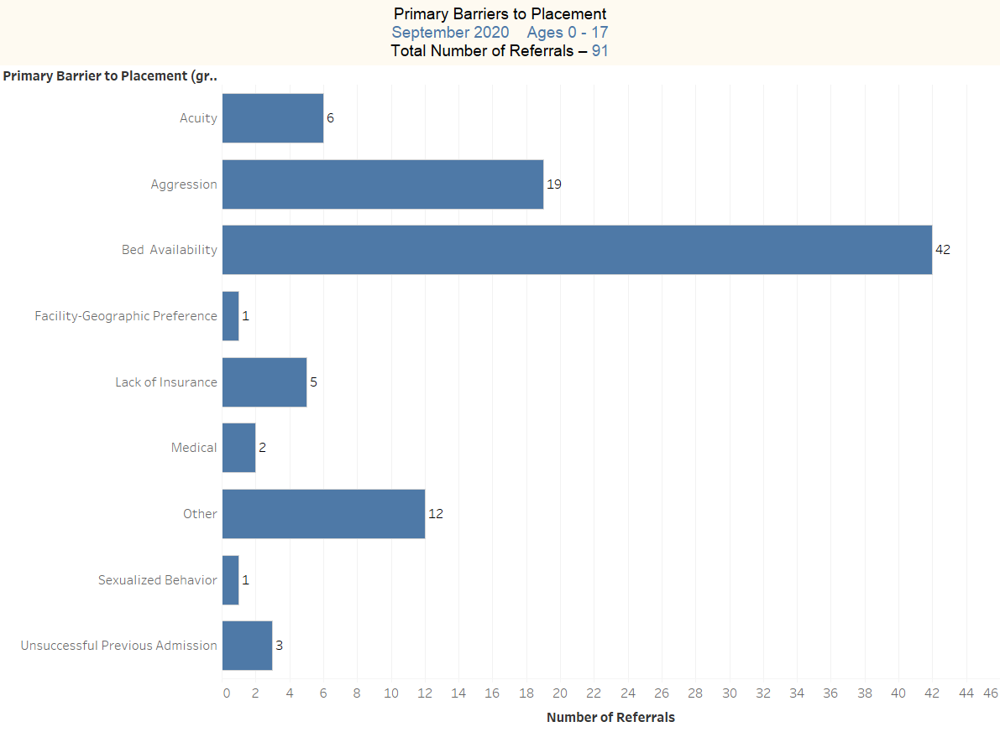 Primary Barriers to Placement
September 2020 Ages 0 - 17
Total Number of Referrals – 91
Primary Barrier to Placement (gr..
Acuity 6
Aggression 19
Bed Availability 42
Facility-Geographic Preference 1
Lack of Insurance 5
Medical 2
Other 12
Sexualized Behavior 1
Unsuccessful Previous Admission 3
0 2 4 6 8 10 12 14 16 18 20 22 24 26 28 30 32 34 36 38 40 42 44 46
Number of Referrals